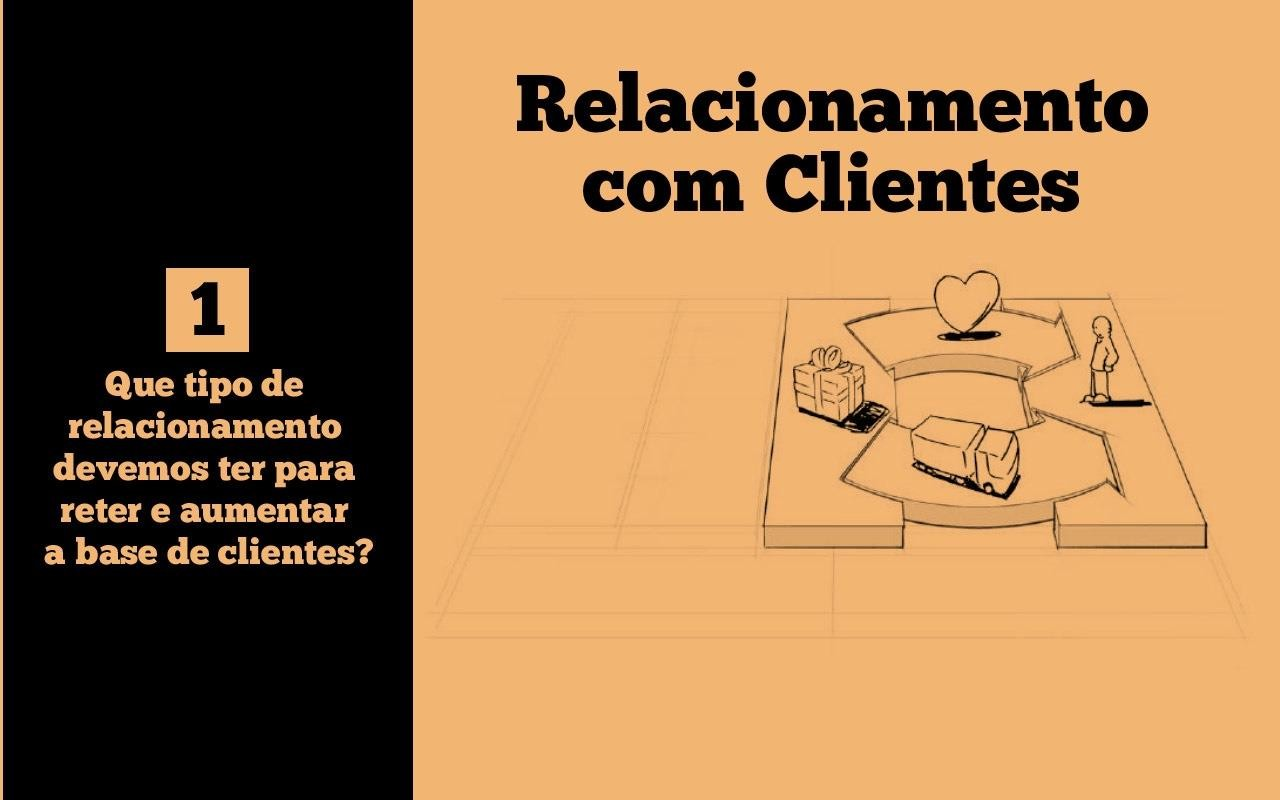 Relacionamento
com Clientes
1
Que tipo de
relacionamento
devemos ter para
reter e aumentar
a base de clientes?